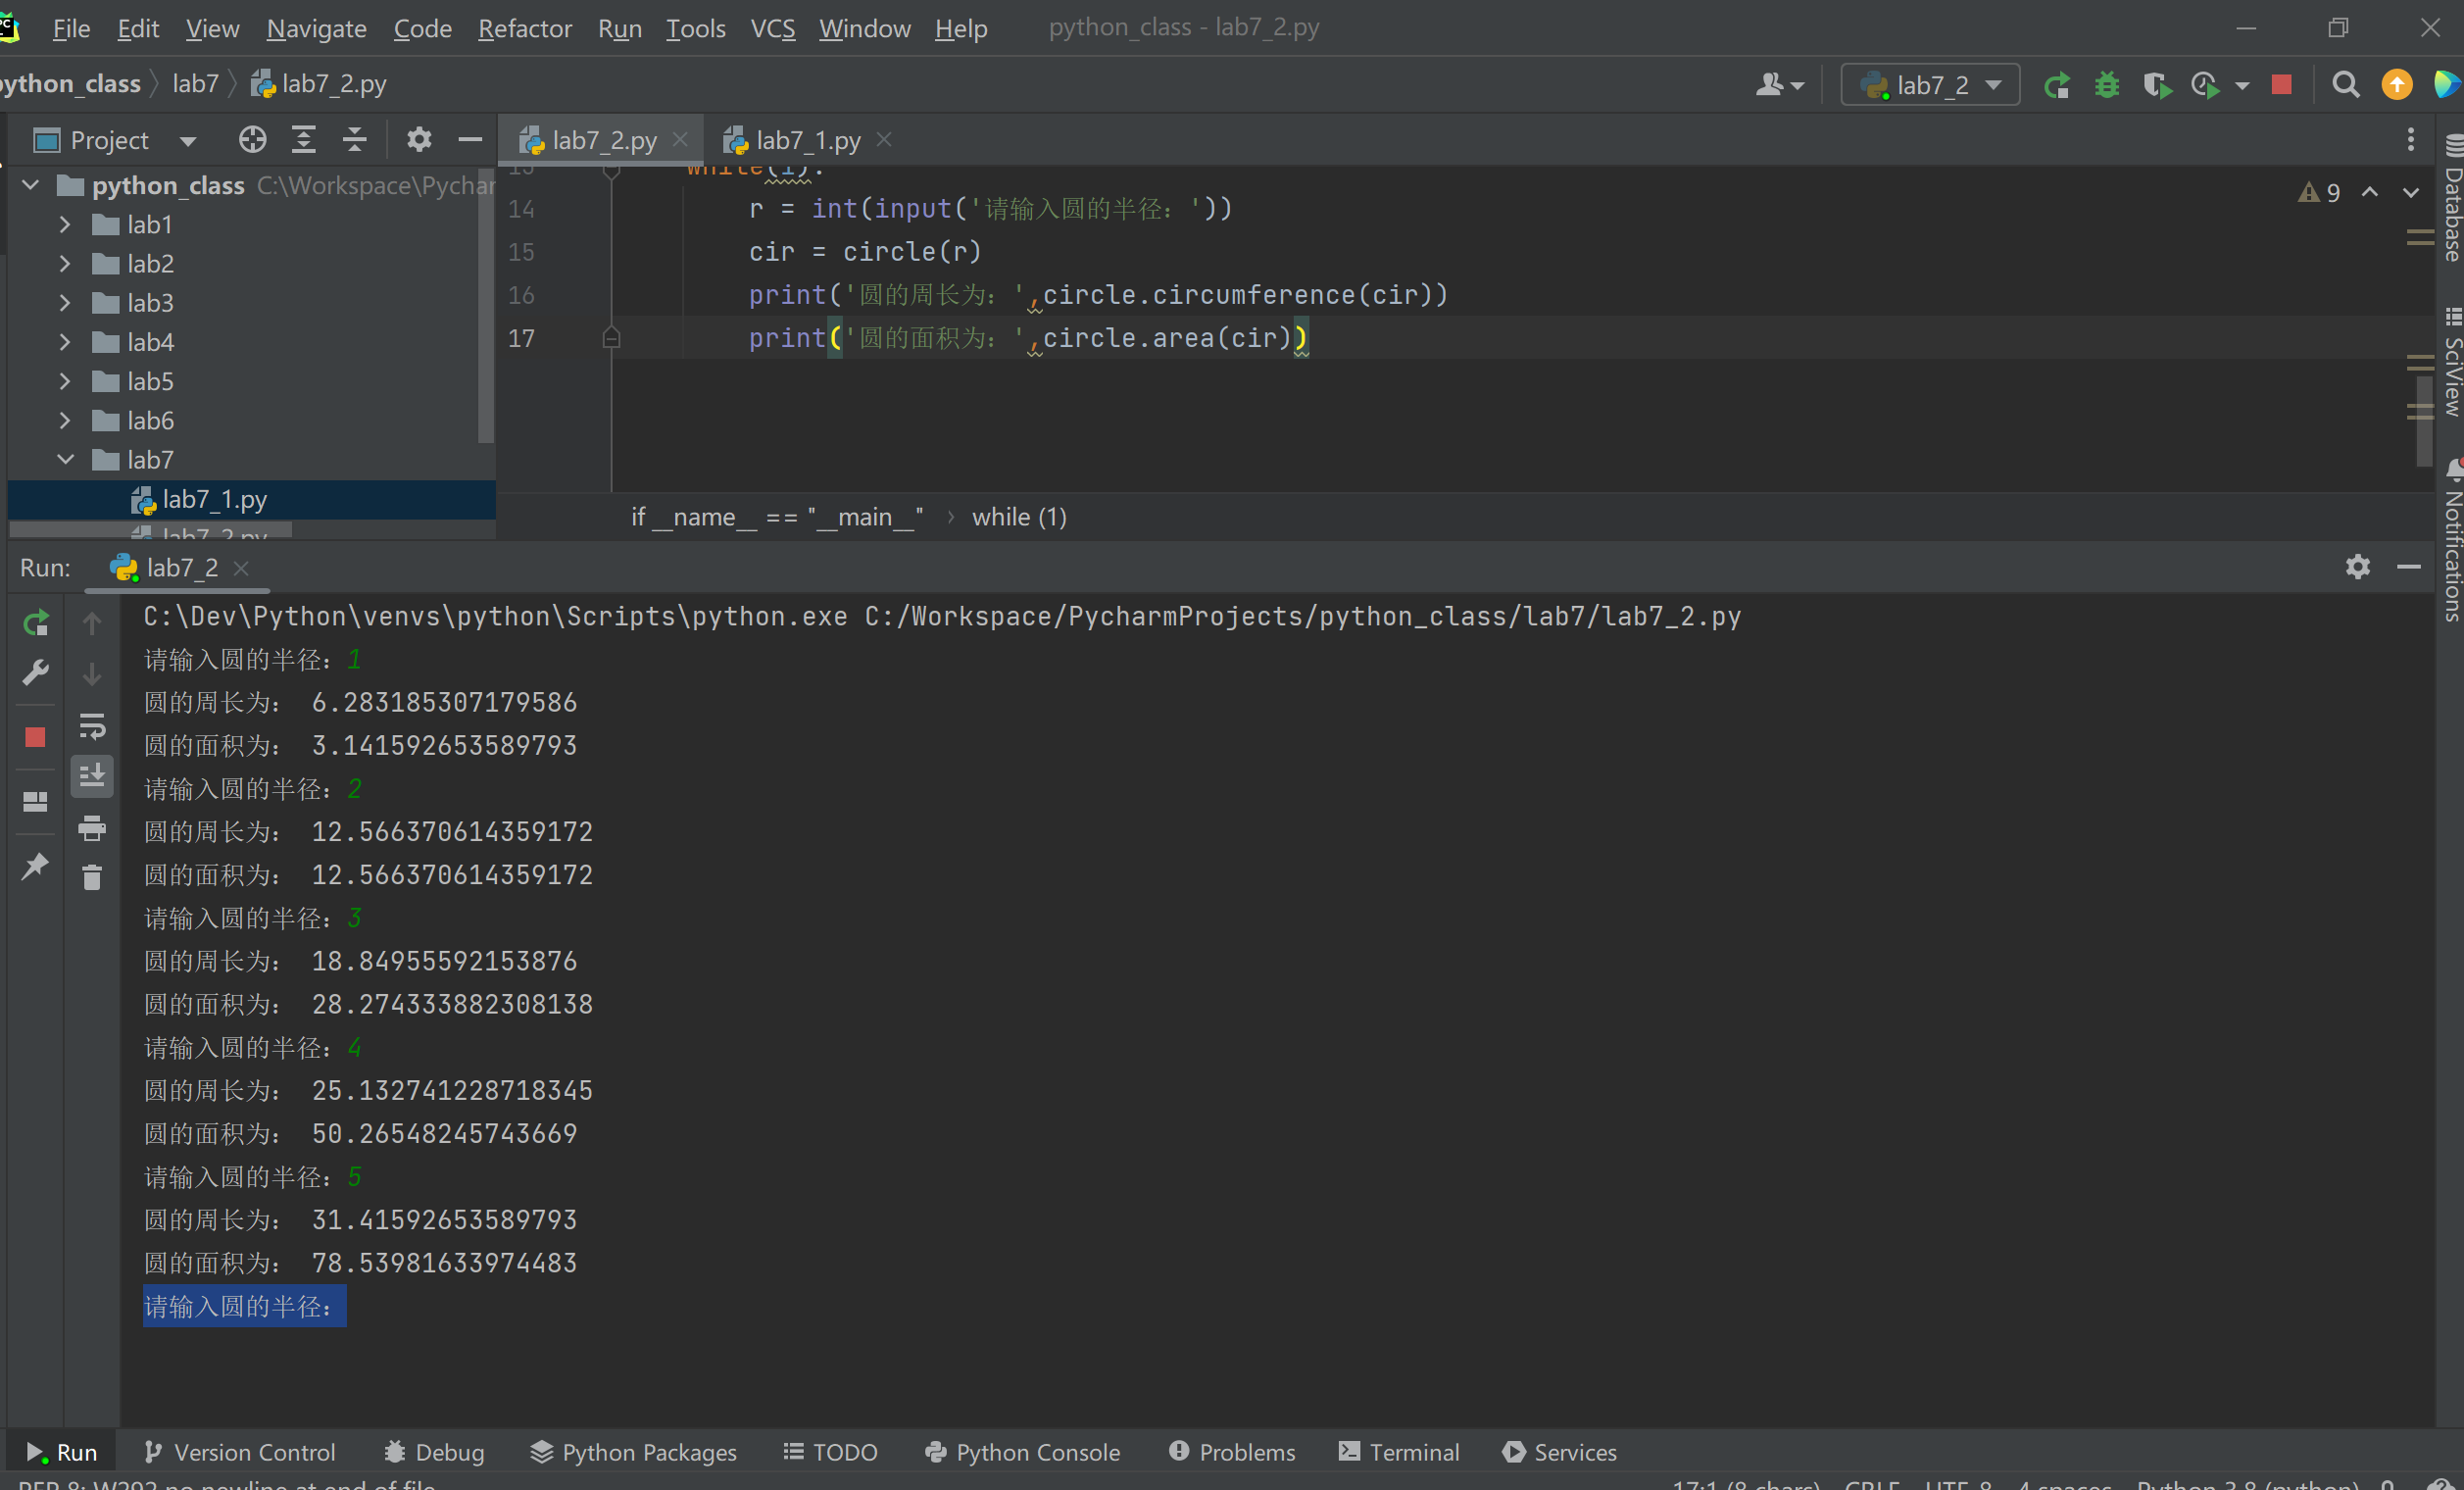 File Edit View Navigate Code Refactor Run Tools VCS Window Help python_class - lab7_2.py
python_class lab7 lab7_2.py lab7_2
Project lab7_2.py lab7_1.py
python_class C:\Workspace\Pychar
lab1
lab2
lab3
lab4
lab5
lab6
lab7
lab7_1.py
lab7_2.py
13 while(1):
14 r = int(input('请输入圆的半径：'))
15 cir = circle(r)
16 print('圆的周长为：',circle.circumference(cir))
17 print('圆的面积为：',circle.area(cir))
9
if __name__ == "__main__" › while (1)
Database
SciView
Notifications
Run: lab7_2
C:\Dev\Python\venvs\python\Scripts\python.exe C:/Workspace/PycharmProjects/python_class/lab7/lab7_2.py
请输入圆的半径：1
圆的周长为： 6.283185307179586
圆的面积为： 3.141592653589793
请输入圆的半径：2
圆的周长为： 12.566370614359172
圆的面积为： 12.566370614359172
请输入圆的半径：3
圆的周长为： 18.84955592153876
圆的面积为： 28.274333882308138
请输入圆的半径：4
圆的周长为： 25.132741228718345
圆的面积为： 50.26548245743669
请输入圆的半径：5
圆的周长为： 31.41592653589793
圆的面积为： 78.53981633974483
请输入圆的半径：
Run Version Control Debug Python Packages TODO Python Console Problems Terminal Services
PEP 8: W292 no newline at end of file 17:1 (8 chars) CRLF UTF-8 4 spaces Python 3.8 (python)